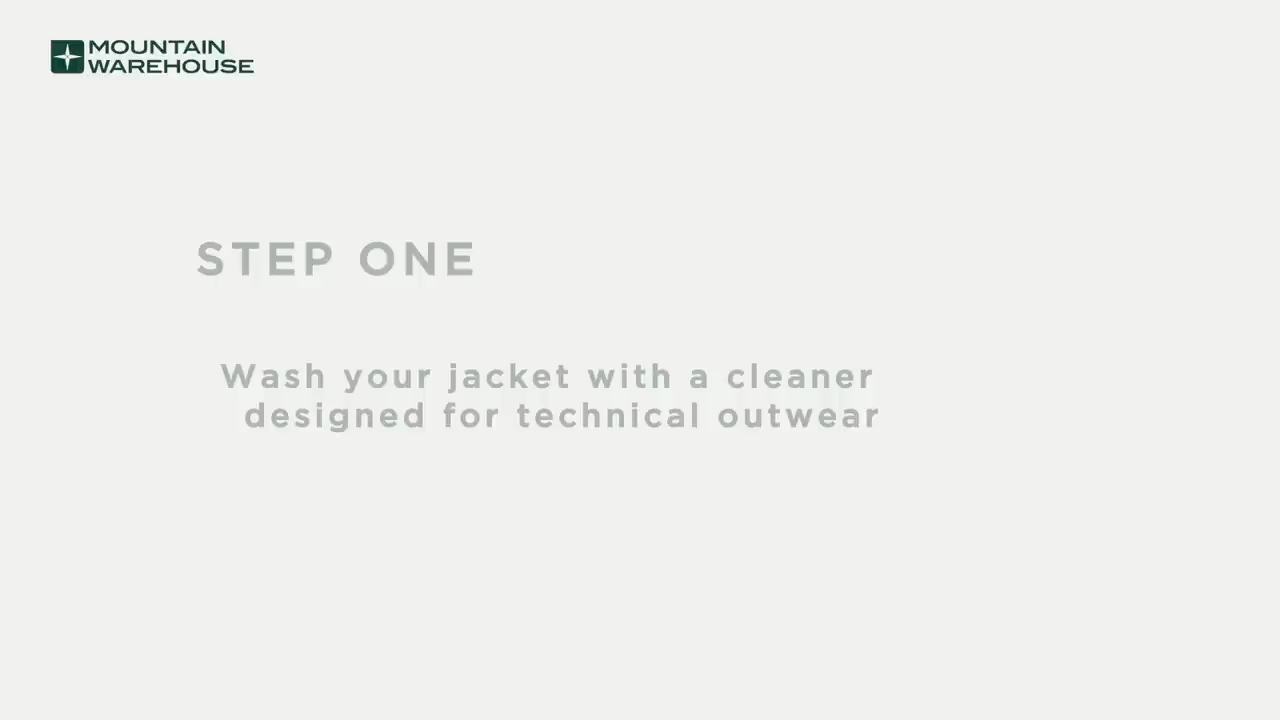 MOUNTAIN
WAREHOUSE
STEP ONE
Wash your jacket with a cleaner
designed for technical outwear